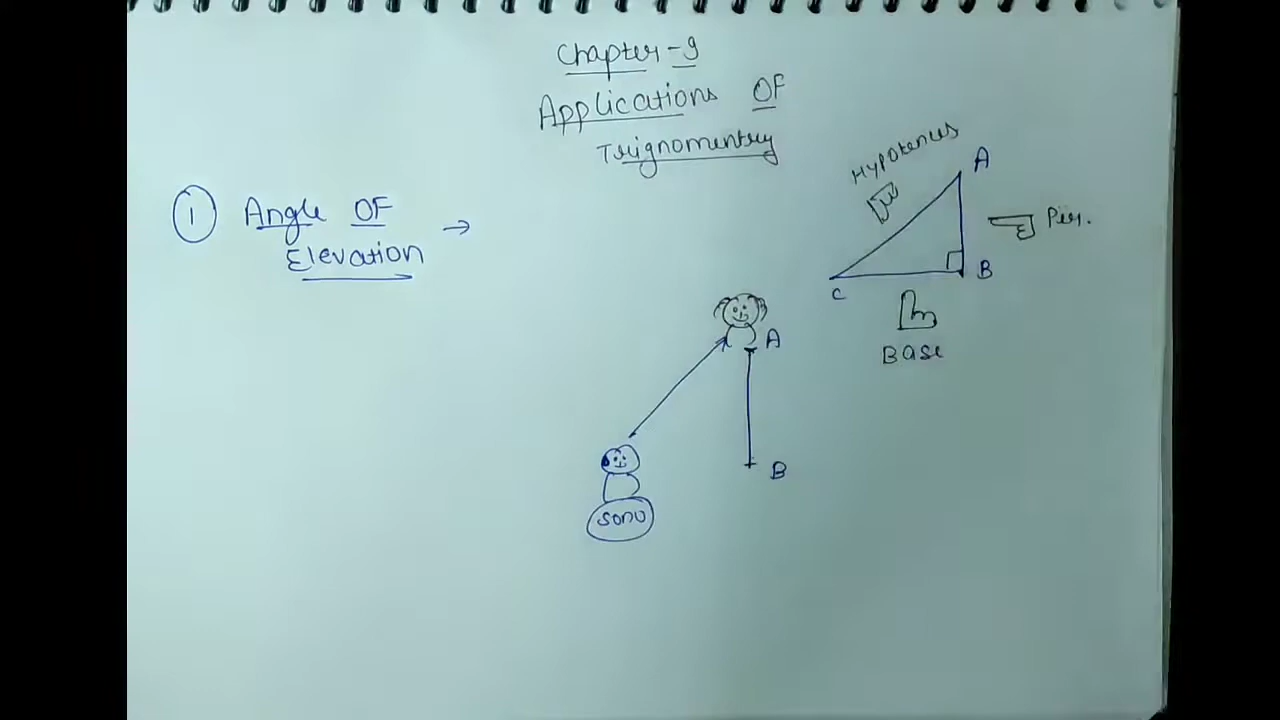 Chapter-9
Applications OF
Trignomentry
① Angle OF
Elevation →
Hypotenus
A
Per.
B
C
Base
A
B
Sonu